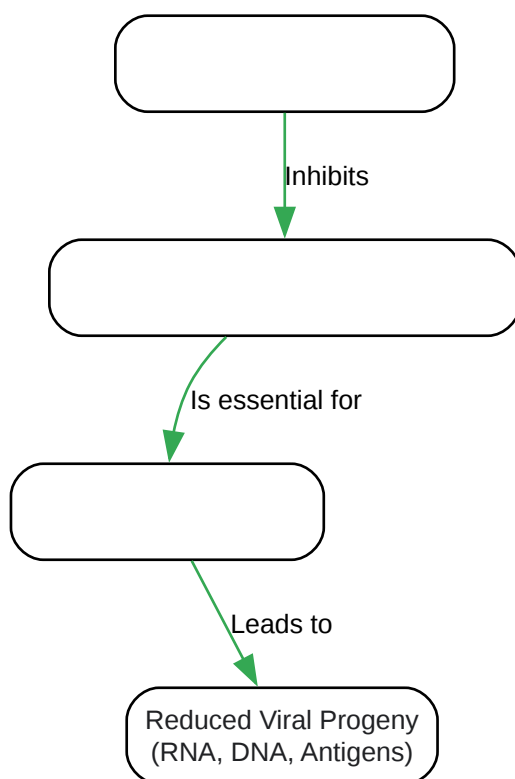 Inhibits
Is essential for
Leads to
Reduced Viral Progeny
(RNA, DNA, Antigens)